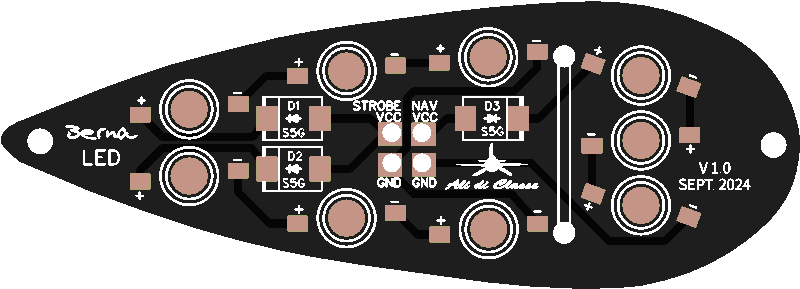 Berna
LED
D1
S5G
D2
S5G
STROBE
VCC
NAV
VCC
GND
GND
D3
S5G
Ali di Classe
V 1.0
SEPT. 2024